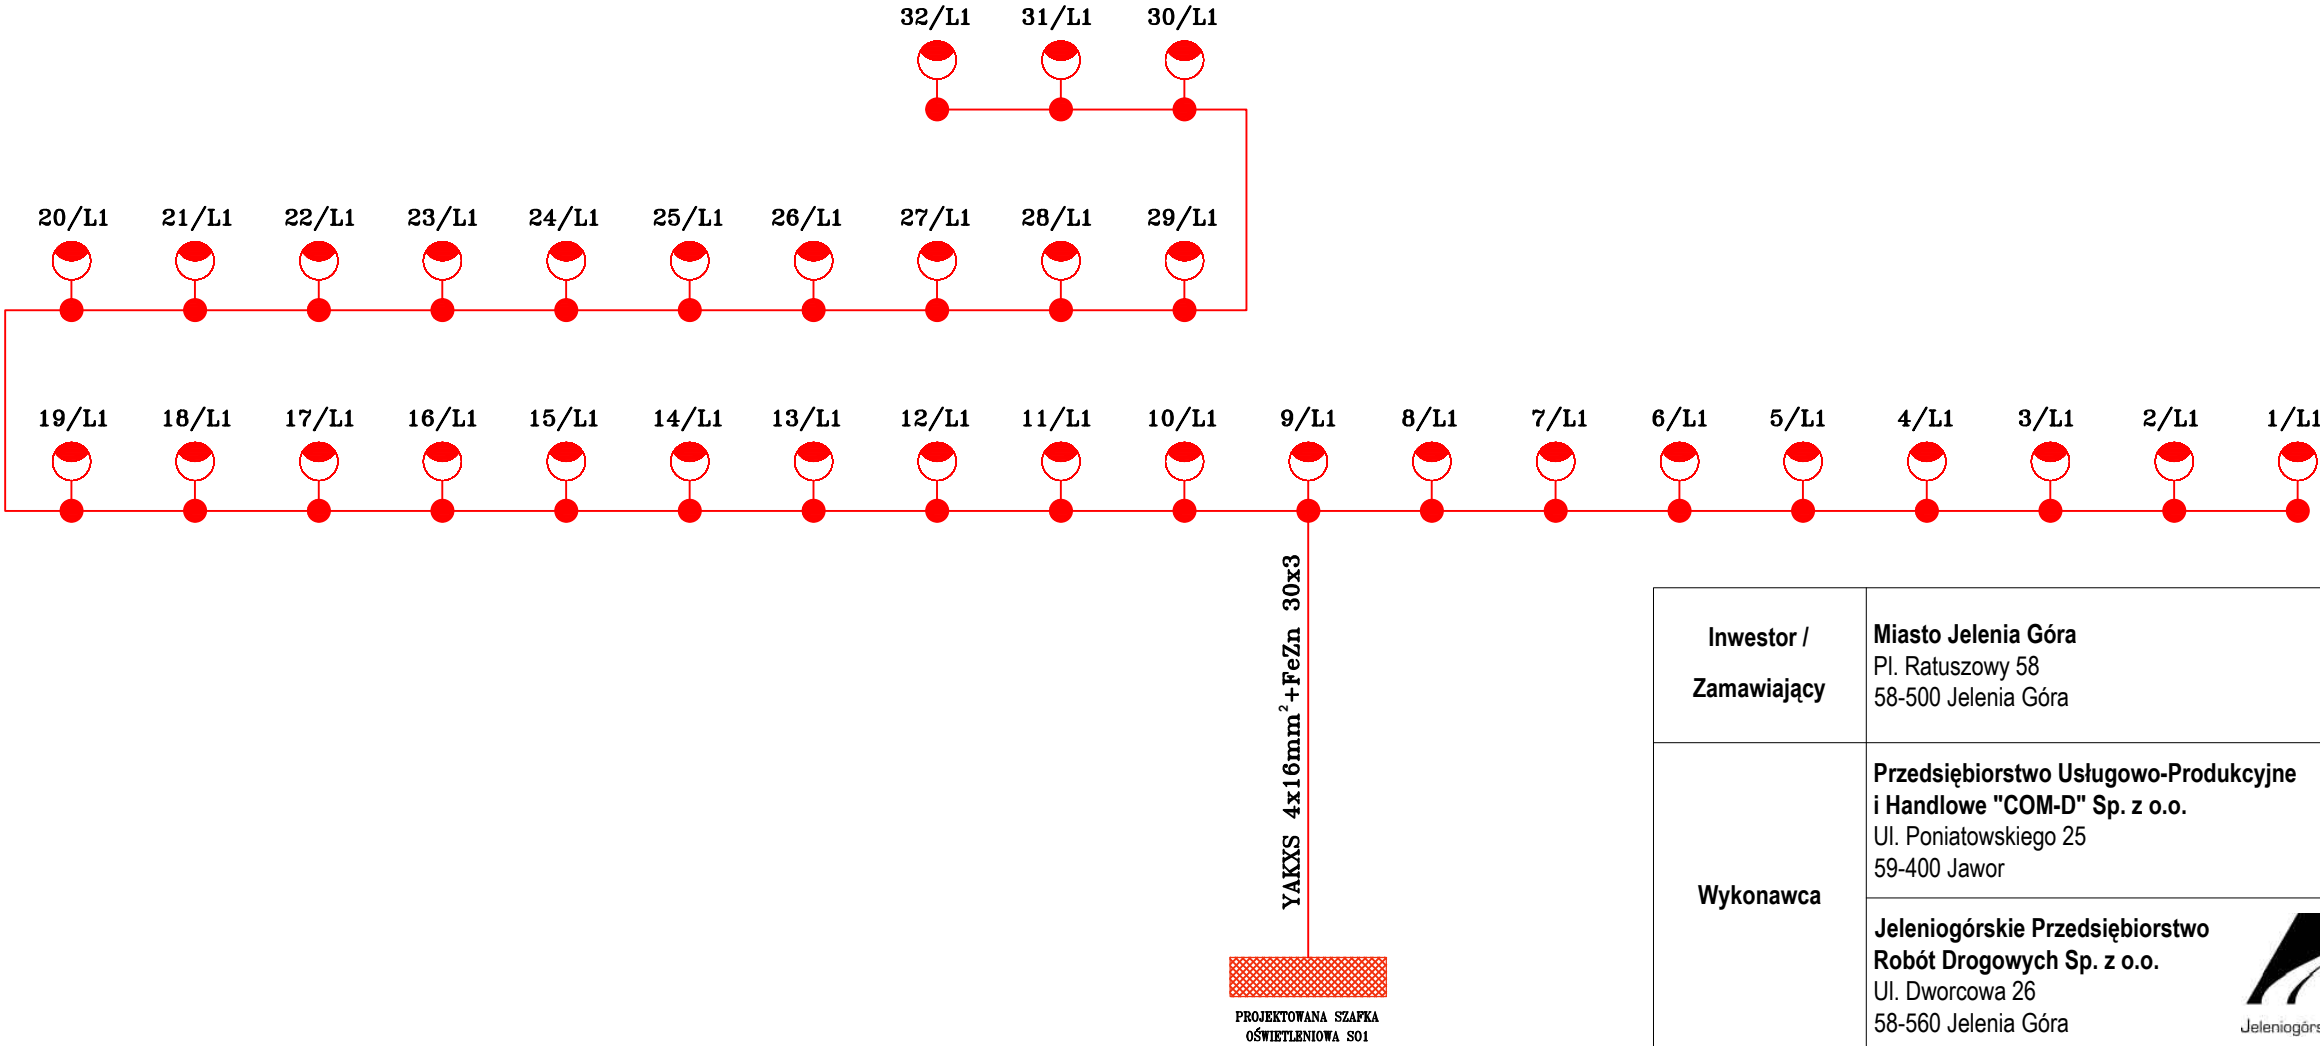 32/L1 31/L1 30/L1
20/L1 21/L1 22/L1 23/L1 24/L1 25/L1 26/L1 27/L1 28/L1 29/L1
19/L1 18/L1 17/L1 16/L1 15/L1 14/L1 13/L1 12/L1 11/L1 10/L1 9/L1 8/L1 7/L1 6/L1 5/L1 4/L1 3/L1 2/L1 1/L1
YAKXS 4x16mm²+FeZn 30x3
PROJEKTOWANA SZAFKA
OŚWIETLENIOWA SO1
Inwestor /
Zamawiający
Miasto Jelenia Góra
Pl. Ratuszowy 58
58-500 Jelenia Góra
Wykonawca
Przedsiębiorstwo Usługowo-Produkcyjne
i Handlowe "COM-D" Sp. z o.o.
Ul. Poniatowskiego 25
59-400 Jawor
Jeleniogórskie Przedsiębiorstwo
Robót Drogowych Sp. z o.o.
Ul. Dworcowa 26
58-560 Jelenia Góra